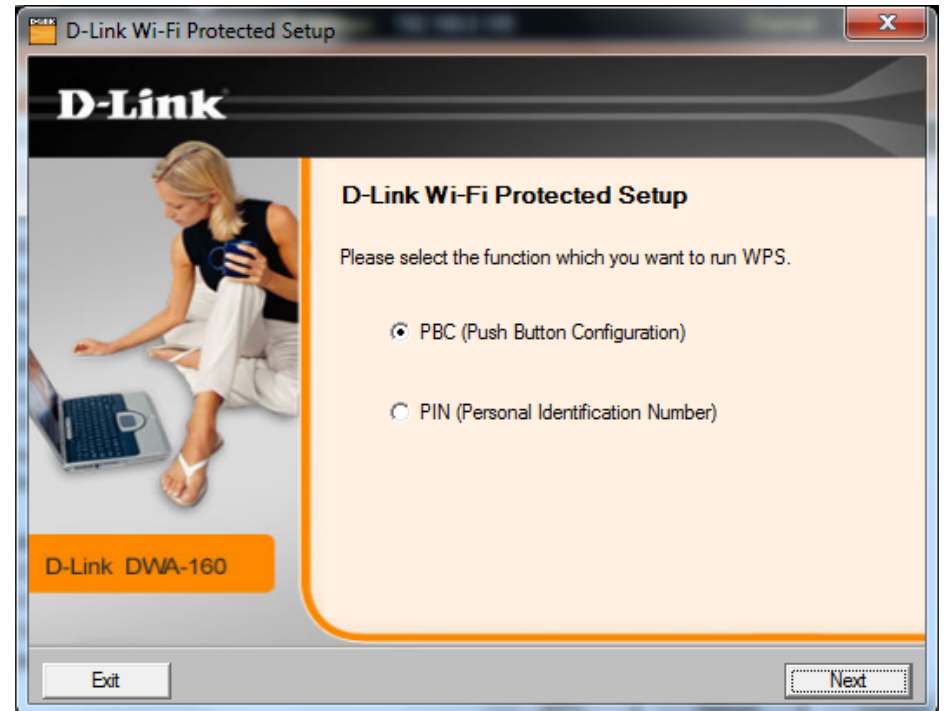 D-Link Wi-Fi Protected Setup
D-Link
D-Link Wi-Fi Protected Setup
Please select the function which you want to run WPS.
PBC (Push Button Configuration)
PIN (Personal Identification Number)
D-Link DWA-160
Exit
Next